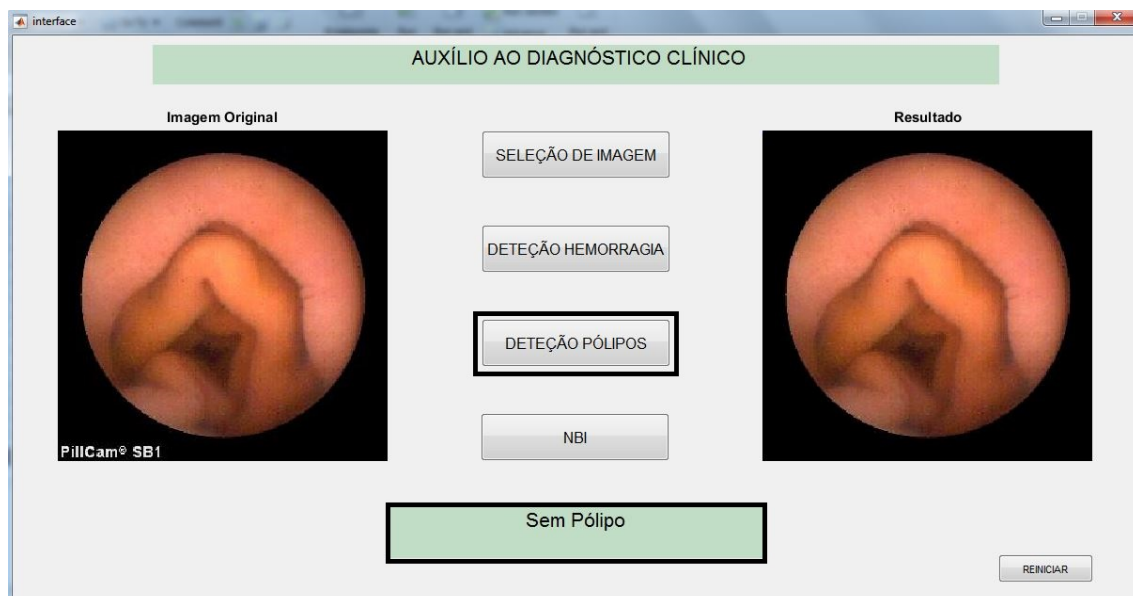 interface
AUXÍLIO AO DIAGNÓSTICO CLÍNICO
Imagem Original
Resultado
SELEÇÃO DE IMAGEM
DETEÇÃO HEMORRAGIA
DETEÇÃO PÓLIPOS
NBI
PillCam® SB1
Sem Pólipo
REINICIAR